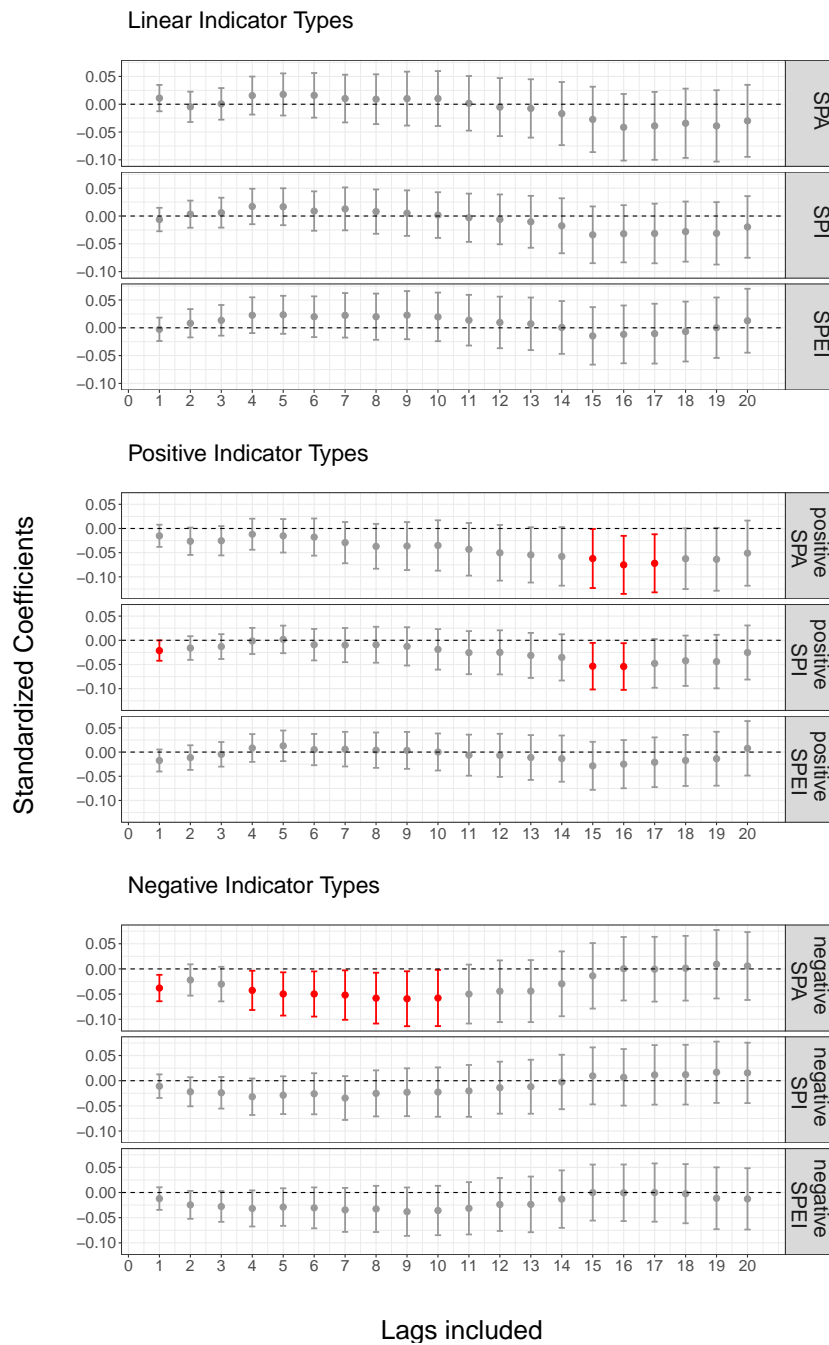 Linear Indicator Types
0.05
0.00
−0.05
−0.10
SPA
0.05
0.00
−0.05
−0.10
SPI
0.05
0.00
−0.05
−0.10
SPEI
0 1 2 3 4 5 6 7 8 9 10 11 12 13 14 15 16 17 18 19 20
Positive Indicator Types
Standardized Coefficients
0.05
0.00
−0.05
−0.10
positive
SPA
0.05
0.00
−0.05
−0.10
positive
SPI
0.05
0.00
−0.05
−0.10
positive
SPEI
0 1 2 3 4 5 6 7 8 9 10 11 12 13 14 15 16 17 18 19 20
Negative Indicator Types
0.05
0.00
−0.05
−0.10
negative
SPA
0.05
0.00
−0.05
−0.10
negative
SPI
0.05
0.00
−0.05
−0.10
negative
SPEI
0 1 2 3 4 5 6 7 8 9 10 11 12 13 14 15 16 17 18 19 20
Lags included